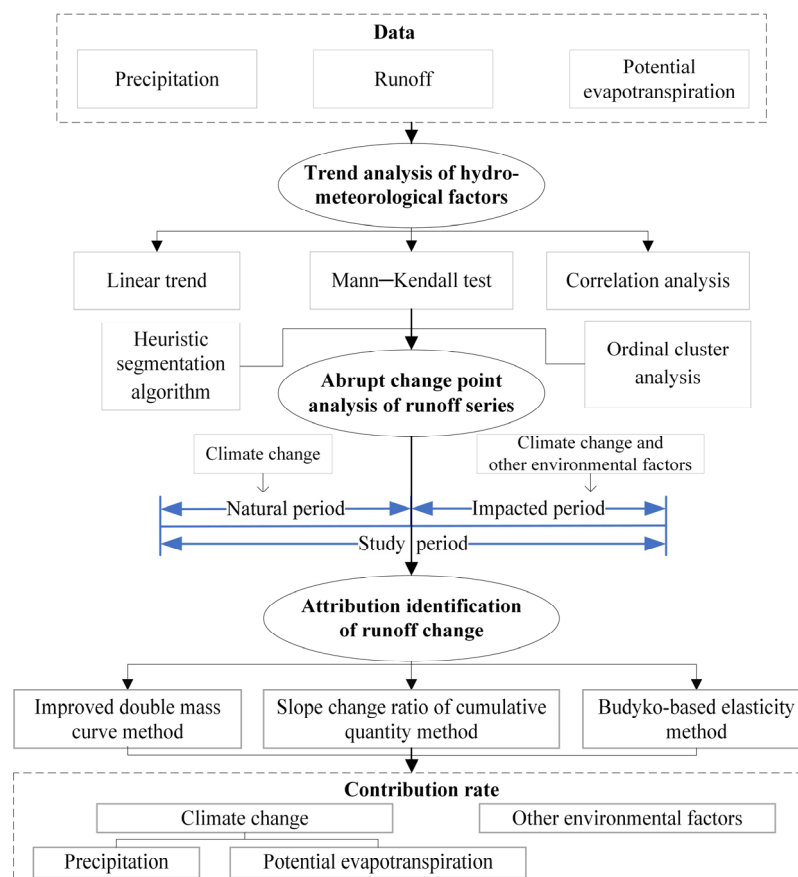 Data
Precipitation
Runoff
Potential
evapotranspiration
Trend analysis of hydro-
meteorological factors
Linear trend
Mann—Kendall test
Correlation analysis
Heuristic
segmentation
algorithm
Ordinal cluster
analysis
Abrupt change point
analysis of runoff series
Climate change
Climate change and
other environmental factors
Natural period
Impacted period
Study period
Attribution identification
of runoff change
Improved double mass
curve method
Slope change ratio of cumulative
quantity method
Budyko-based elasticity
method
Contribution rate
Climate change
Other environmental factors
Precipitation
Potential evapotranspiration